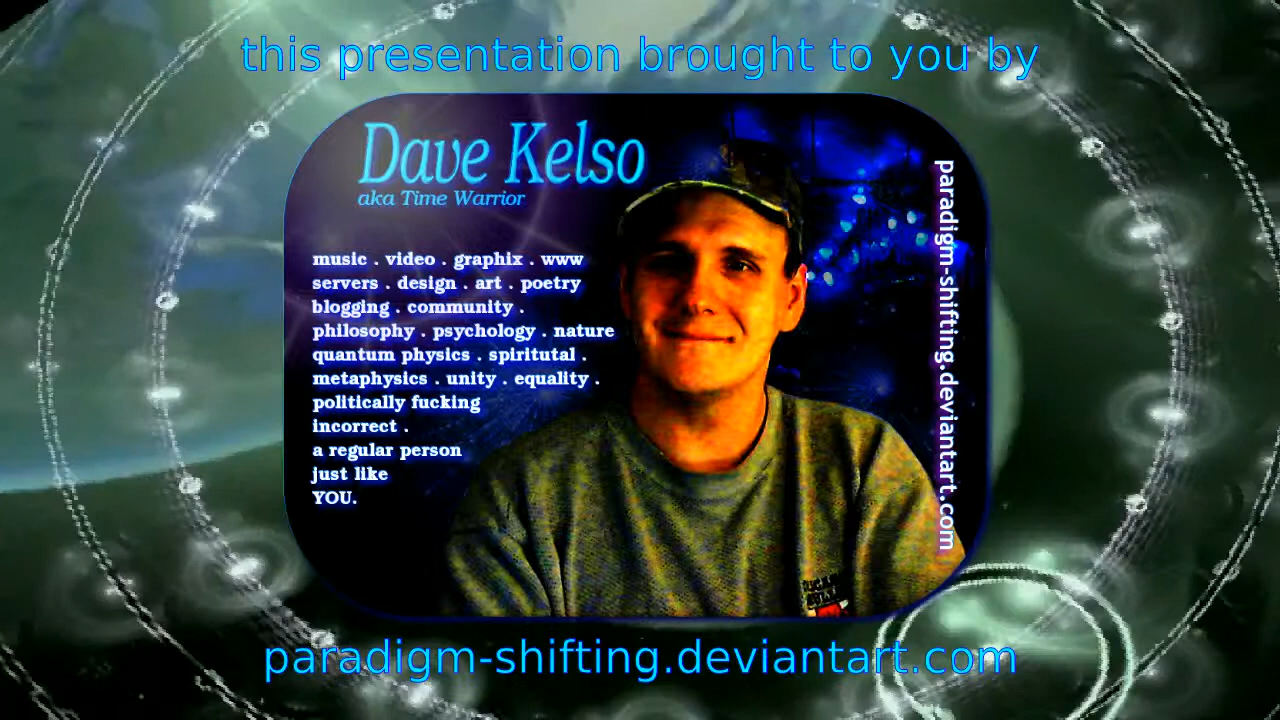 this presentation brought to you by
Dave Kelso
aka Time Warrior
music . video . graphix . www
servers . design . art . poetry
blogging . community .
philosophy . psychology . nature
quantum physics . spiritutal .
metaphysics . unity . equality .
politically fucking
incorrect .
a regular person
just like
YOU.
paradigm-shifting.deviantart.com
paradigm-shifting.deviantart.com